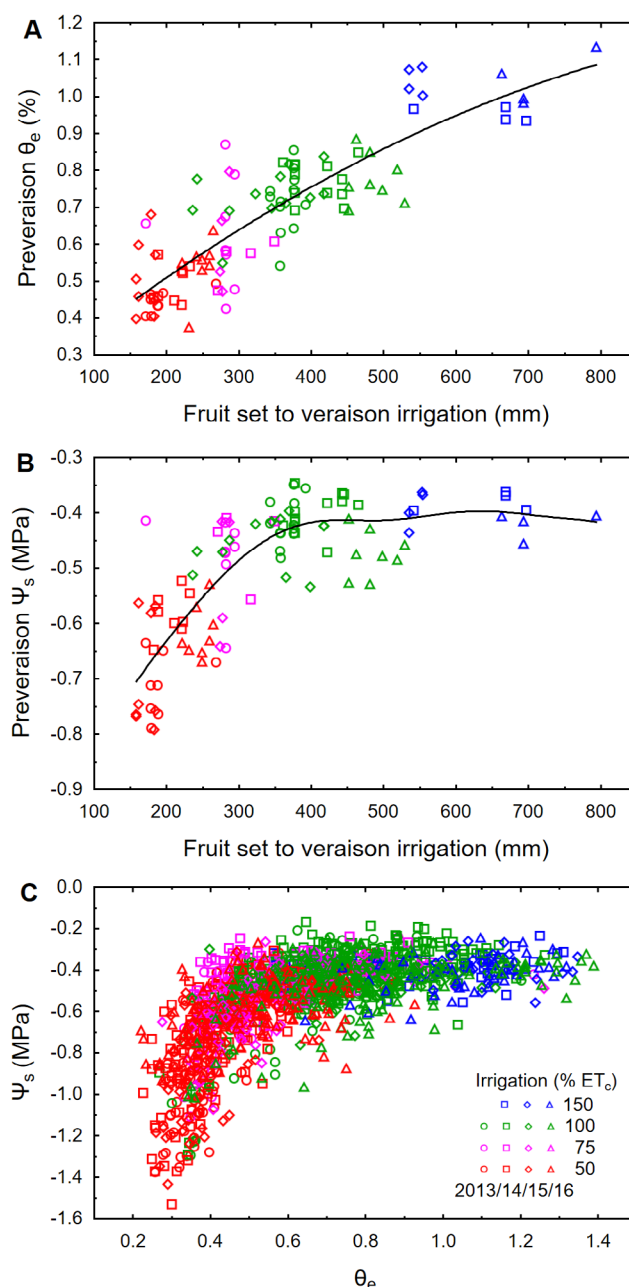 A
Preveraison θe (%)
1.2
1.1
1.0
0.9
0.8
0.7
0.6
0.5
0.4
0.3
100 200 300 400 500 600 700 800
Fruit set to veraison irrigation (mm)
B
Preveraison Ψs (MPa)
-0.3
-0.4
-0.5
-0.6
-0.7
-0.8
-0.9
100 200 300 400 500 600 700 800
Fruit set to veraison irrigation (mm)
C
Ψs (MPa)
0.0
-0.2
-0.4
-0.6
-0.8
-1.0
-1.2
-1.4
-1.6
Irrigation (% ETc)
150
100
75
50
2013/14/15/16
0.2 0.4 0.6 0.8 1.0 1.2 1.4
θe